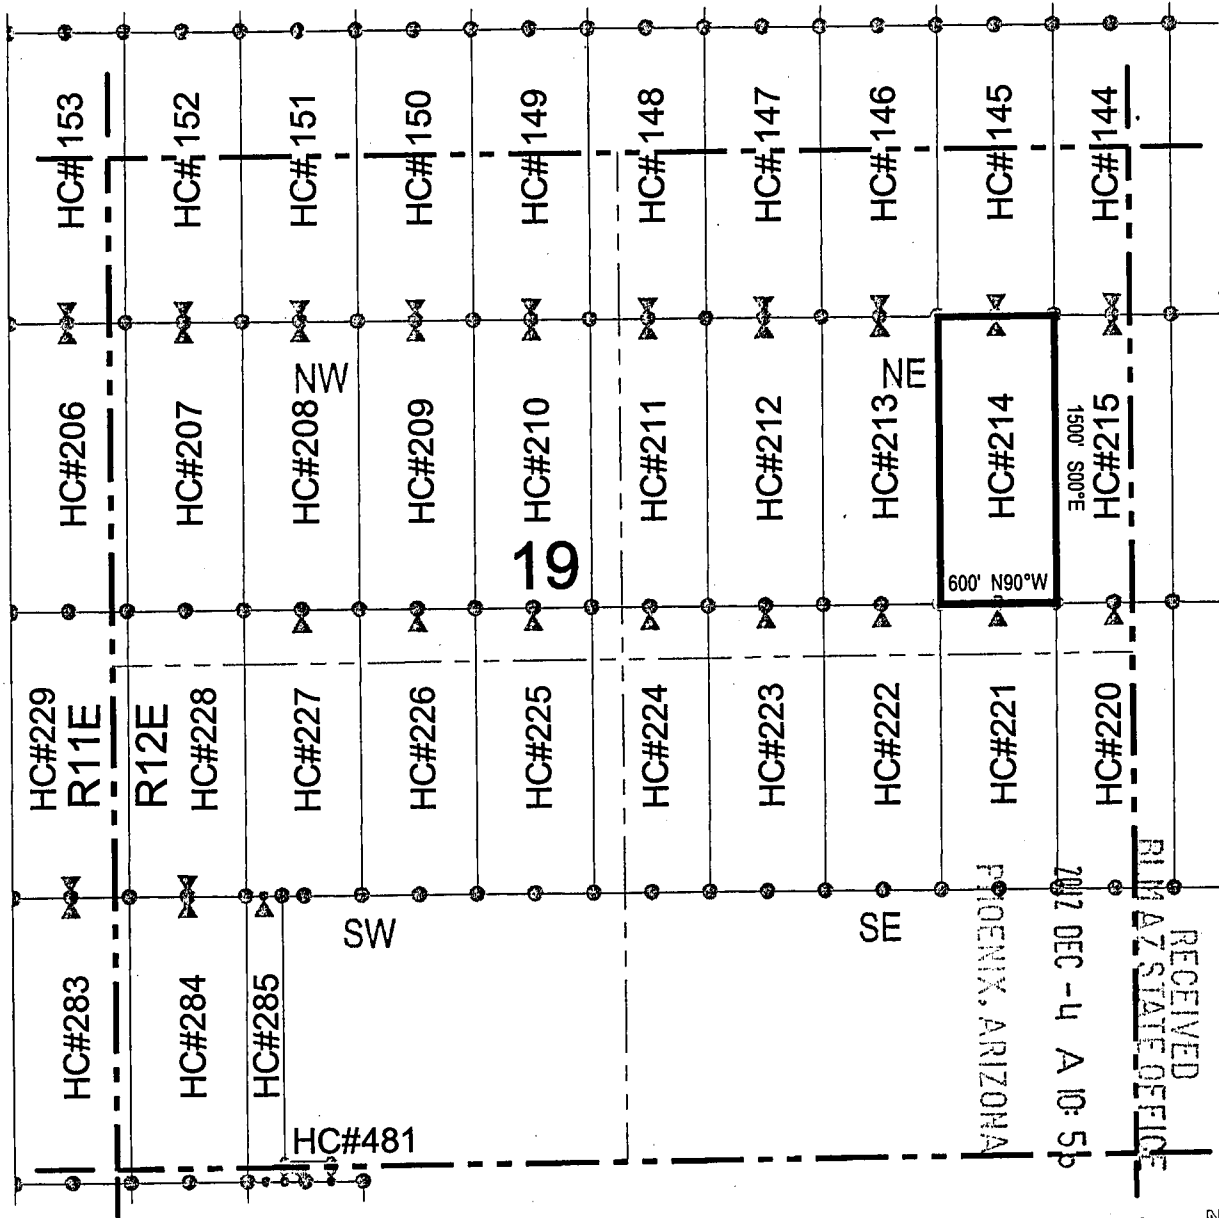 HC# 153
HC# 152
HC# 151
HC# 150
HC# 149
HC# 148
HC# 147
HC# 146
HC# 145
HC# 144
NW
NE
HC#206
HC#207
HC#208
HC#209
HC#210
HC#211
HC#212
HC#213
HC#214
1500' S00°E
HC#215
19
600' N90°W
HC#229
R11E
R12E
HC#228
HC#227
HC#226
HC#225
HC#224
HC#223
HC#222
HC#221
HC#220
SW
SE
HC#283
HC#284
HC#285
HC#481
RECEIVED
BLM AZ STATE OFFICE
DEC -4 A 10:
PHOENIX, ARIZONA
N